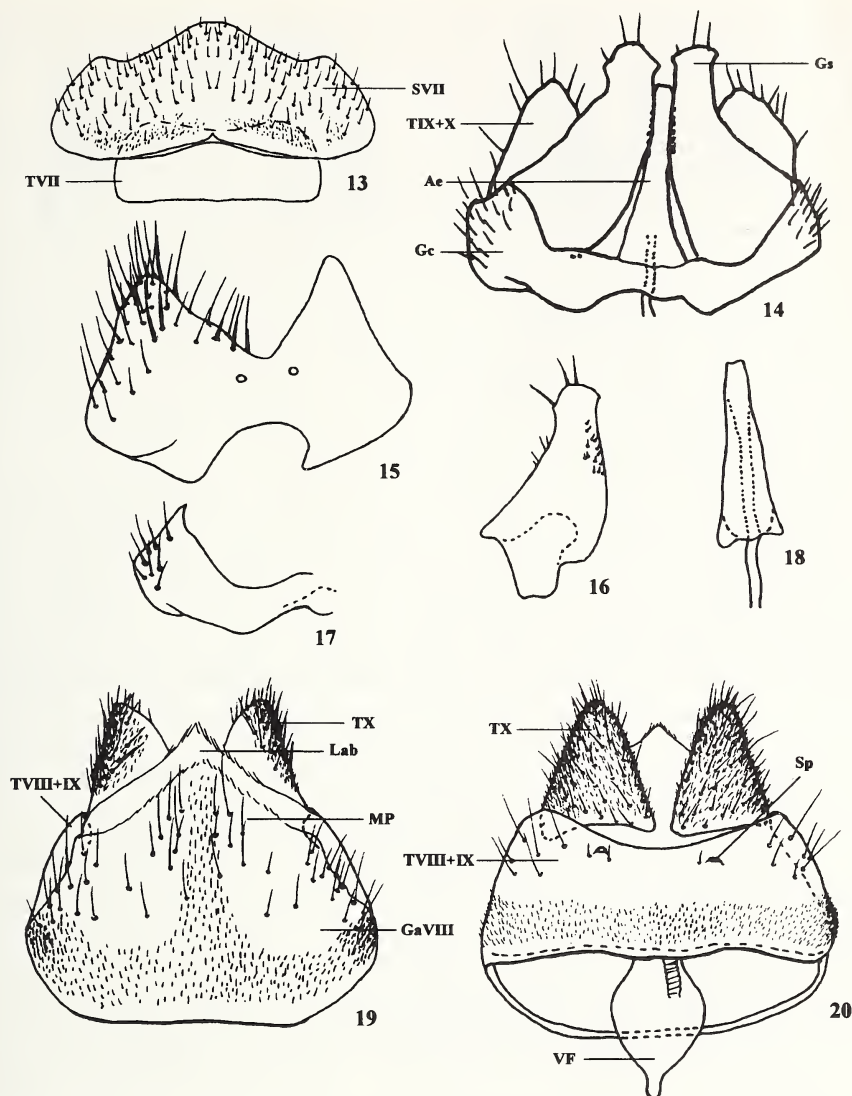 SVII
TVII
13
Gs
TIX+X
Ae
Gc
14
15
16
17
18
TX
Lab
TVIII+IX
MP
GaVIII
19
TX
Sp
TVIII+IX
VF
20